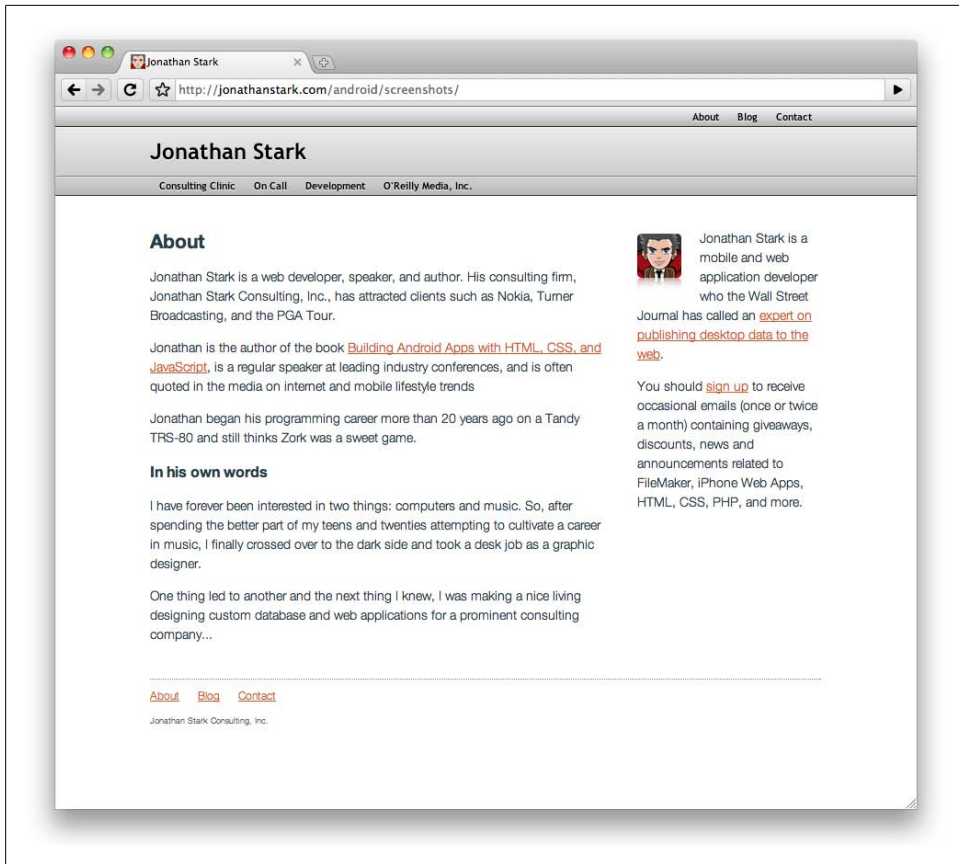 Jonathan Stark
http://jonathanstark.com/android/screenshots/
About Blog Contact
Jonathan Stark
Consulting Clinic On Call Development O'Reilly Media, Inc.
About
Jonathan Stark is a web developer, speaker, and author. His consulting firm,
Jonathan Stark Consulting, Inc., has attracted clients such as Nokia, Turner
Broadcasting, and the PGA Tour.
Jonathan is the author of the book Building Android Apps with HTML, CSS, and
JavaScript, is a regular speaker at leading industry conferences, and is often
quoted in the media on internet and mobile lifestyle trends
Jonathan began his programming career more than 20 years ago on a Tandy
TRS-80 and still thinks Zork was a sweet game.
In his own words
I have forever been interested in two things: computers and music. So, after
spending the better part of my teens and twenties attempting to cultivate a career
in music, I finally crossed over to the dark side and took a desk job as a graphic
designer.
One thing led to another and the next thing I knew, I was making a nice living
designing custom database and web applications for a prominent consulting
company...
Jonathan Stark is a
mobile and web
application developer
who the Wall Street
Journal has called an expert on
publishing desktop data to the
web.
You should sign up to receive
occasional emails (once or twice
a month) containing giveaways,
discounts, news and
announcements related to
FileMaker, iPhone Web Apps,
HTML, CSS, PHP, and more.
About Blog Contact
Jonathan Stark Consulting, Inc.